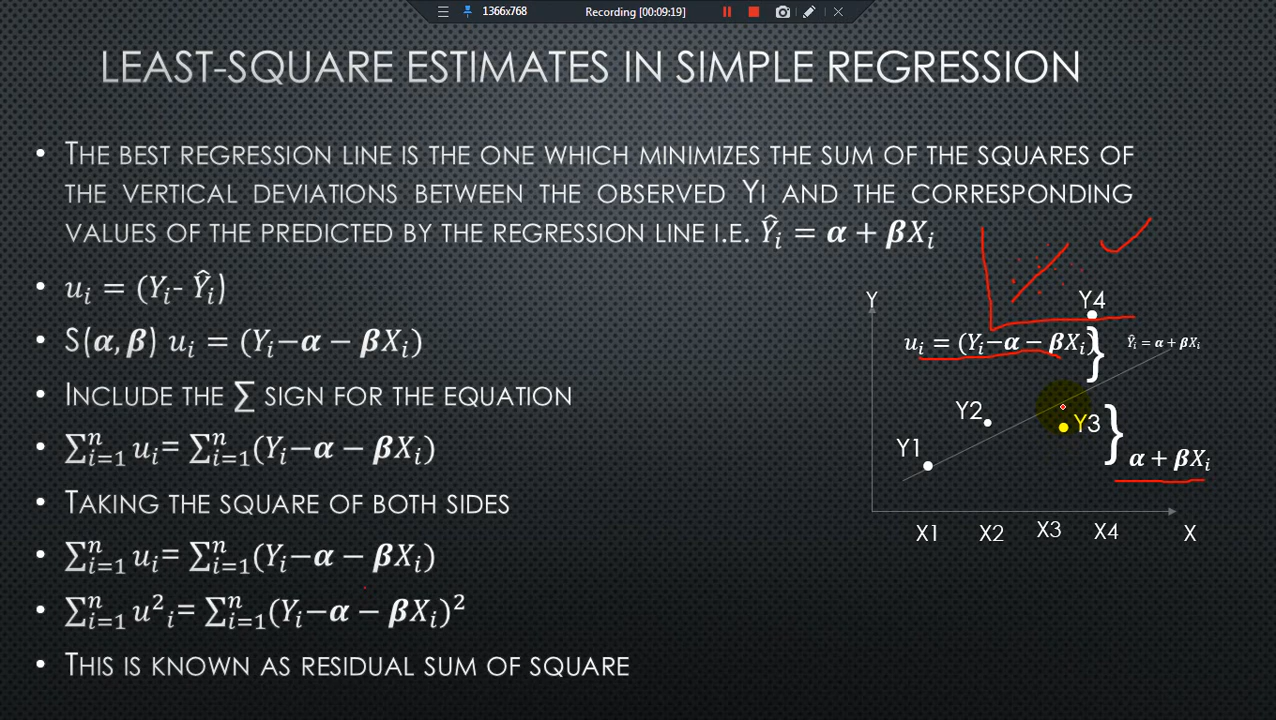 1366x768 Recording [00:09:19]
LEAST-SQUARE ESTIMATES IN SIMPLE REGRESSION
• THE BEST REGRESSION LINE IS THE ONE WHICH MINIMIZES THE SUM OF THE SQUARES OF
THE VERTICAL DEVIATIONS BETWEEN THE OBSERVED YI AND THE CORRESPONDING
VALUES OF THE PREDICTED BY THE REGRESSION LINE I.E. Ŷᵢ = α + βXᵢ
• uᵢ = (Yᵢ- Ŷᵢ)
• S(α, β) uᵢ = (Yᵢ−α − βXᵢ)
• INCLUDE THE ∑ SIGN FOR THE EQUATION
• ∑ⁿᵢ₌₁ uᵢ= ∑ⁿᵢ₌₁(Yᵢ−α − βXᵢ)
• TAKING THE SQUARE OF BOTH SIDES
• ∑ⁿᵢ₌₁ uᵢ= ∑ⁿᵢ₌₁(Yᵢ−α − βXᵢ)
• ∑ⁿᵢ₌₁ u²ᵢ= ∑ⁿᵢ₌₁(Yᵢ−α − βXᵢ)²
• THIS IS KNOWN AS RESIDUAL SUM OF SQUARE
Y
Y4
uᵢ = (Yᵢ−α − βXᵢ) }
Ŷᵢ = α + βXᵢ
Y2
Y3 }
Y1
α + βXᵢ
X1 X2 X3 X4 X